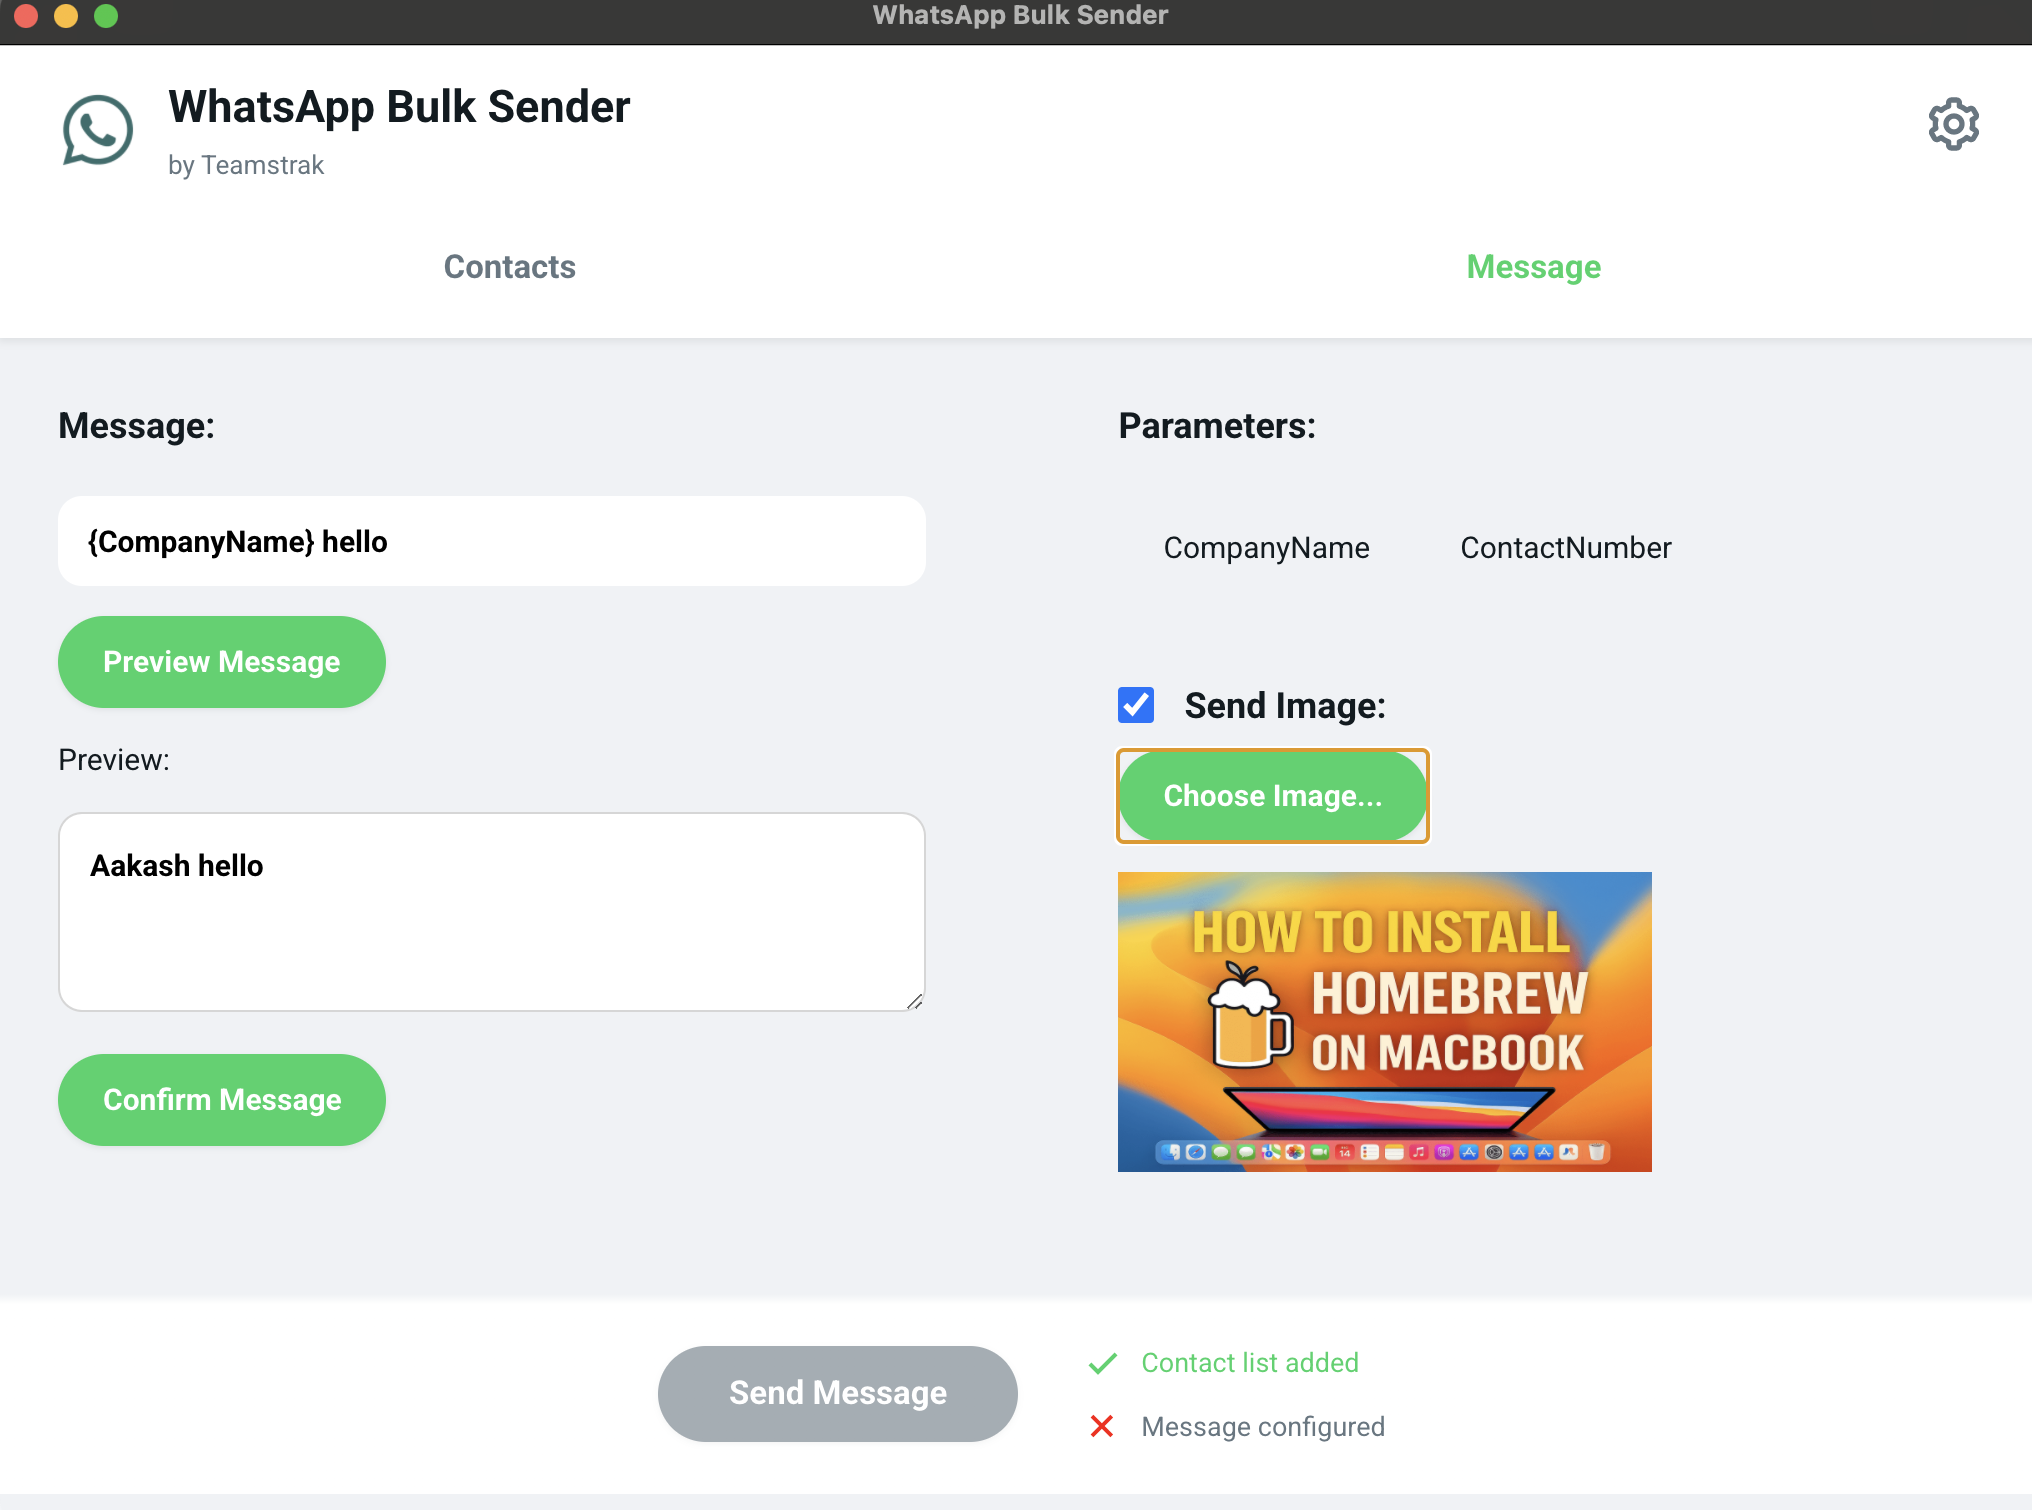 WhatsApp Bulk Sender
WhatsApp Bulk Sender
by Teamstrak
Contacts
Message
Message:
{CompanyName} hello
Preview Message
Preview:
Aakash hello
Confirm Message
Parameters:
CompanyName ContactNumber
Send Image:
Choose Image...
HOW TO INSTALL
HOMEBREW
ON MACBOOK
14
Send Message
Contact list added
Message configured